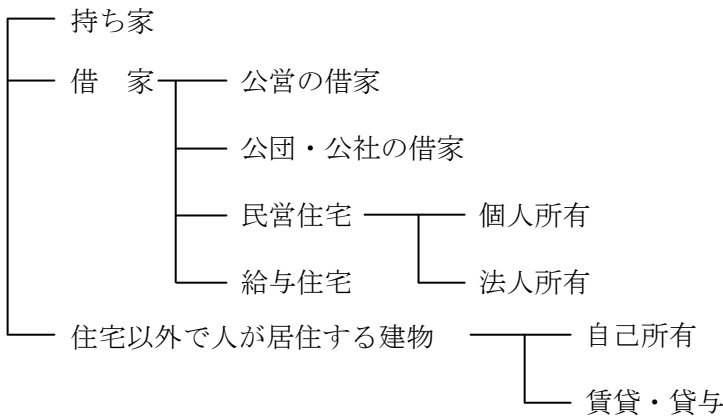 持ち家
借　家　公営の借家
公団・公社の借家
民営住宅　個人所有
給与住宅　法人所有
住宅以外で人が居住する建物　自己所有
賃貸・貸与